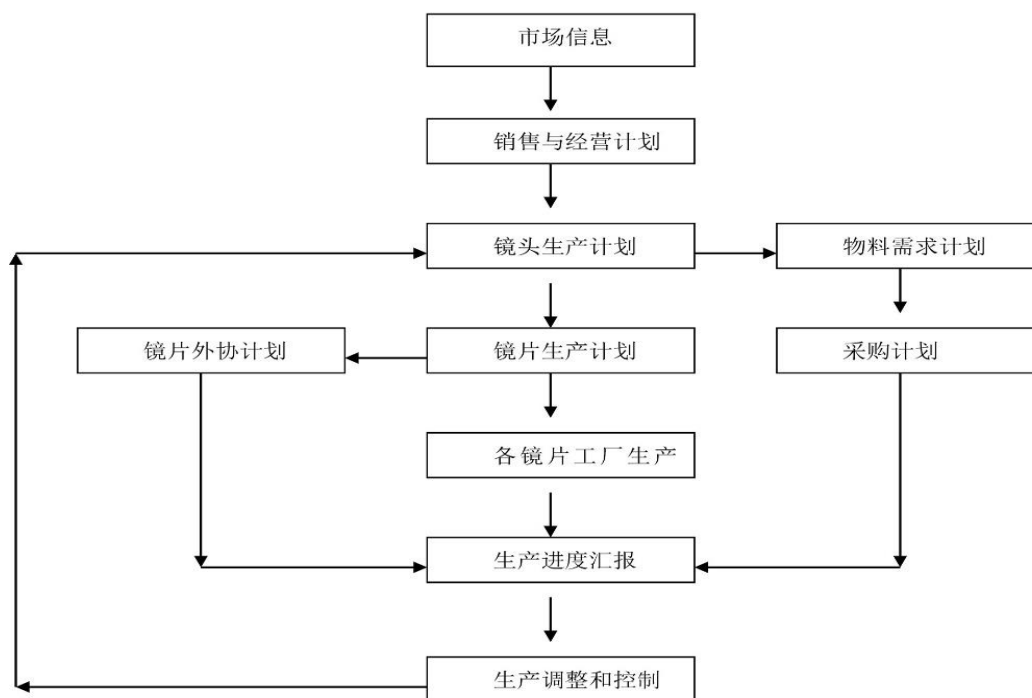 市场信息
销售与经营计划
镜头生产计划
物料需求计划
镜片外协计划
镜片生产计划
采购计划
各镜片工厂生产
生产进度汇报
生产调整和控制